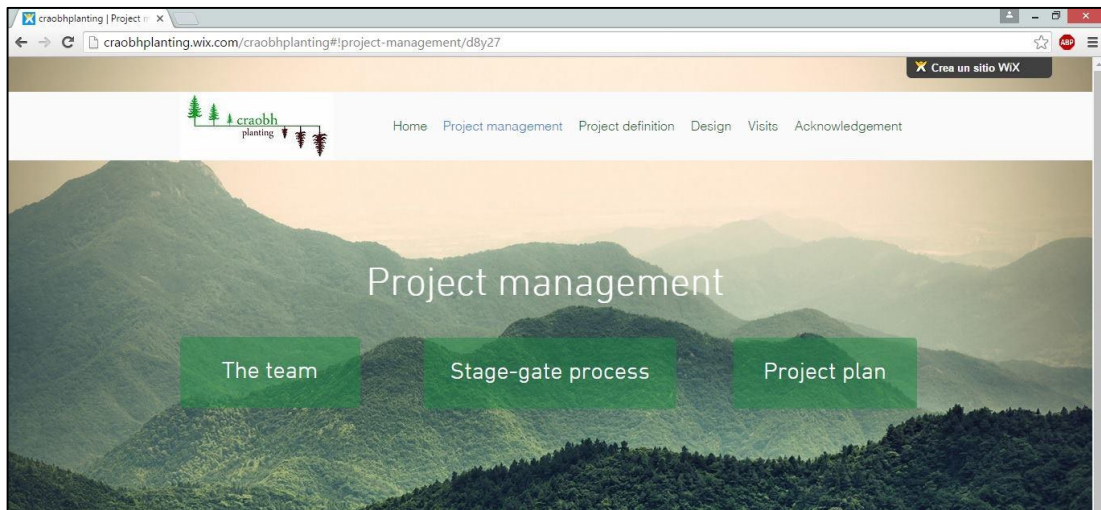 craobhplanting | Project m
craobhplanting.wix.com/craobhplanting#!project-management/d8y27
ABP
Crea un sitio WiX
craobh
planting
Home Project management Project definition Design Visits Acknowledgement
Project management
The team Stage-gate process Project plan